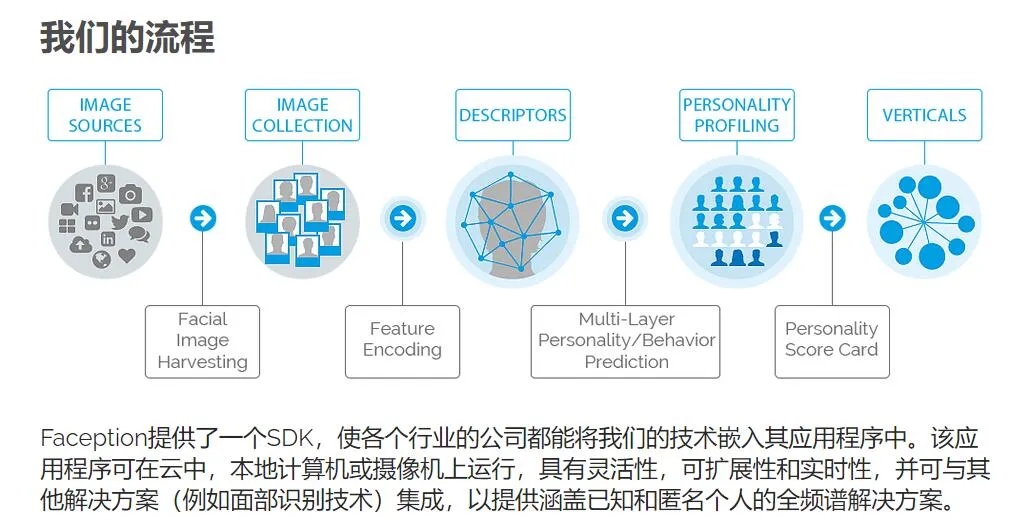 我们的流程
IMAGE
SOURCES
IMAGE
COLLECTION
DESCRIPTORS
PERSONALITY
PROFILING
VERTICALS
Facial
Image
Harvesting
Feature
Encoding
Multi-Layer
Personality/Behavior
Prediction
Personality
Score Card
Faception提供了一个SDK，使各个行业的公司都能将我们的技术嵌入其应用程序中。该应
用程序可在云中，本地计算机或摄像机上运行，具有灵活性，可扩展性和实时性，并可与其
他解决方案（例如面部识别技术）集成，以提供涵盖已知和匿名个人的全频谱解决方案。